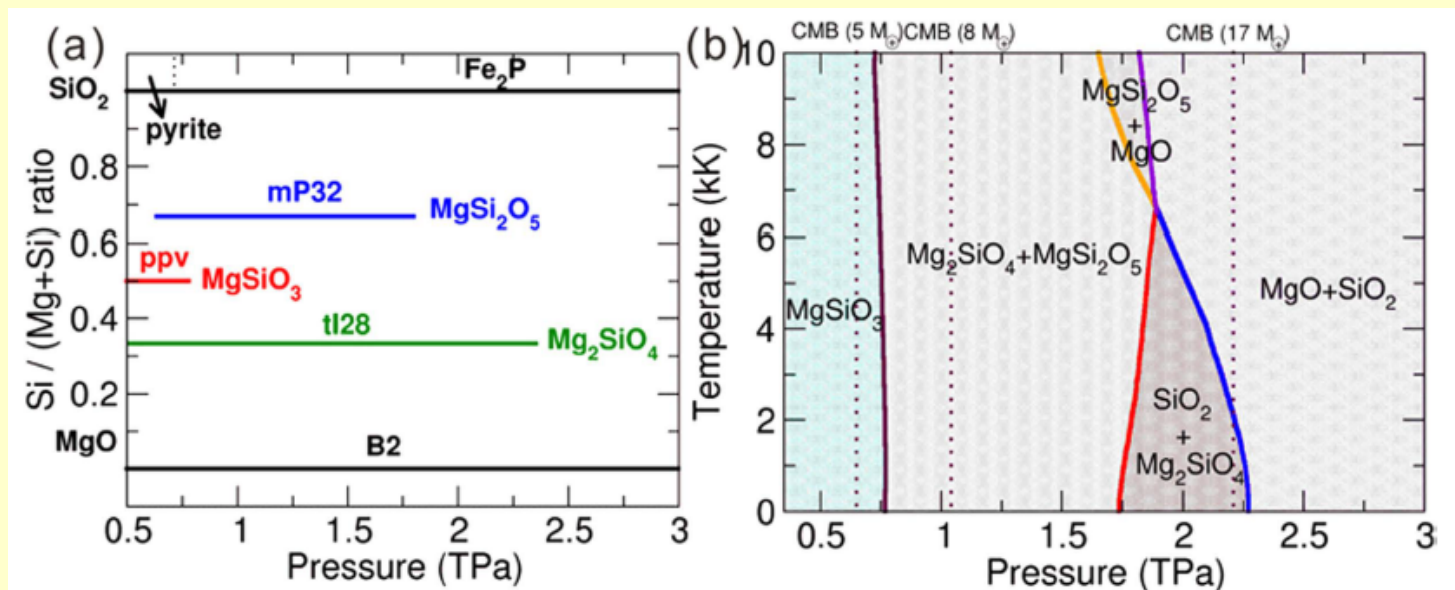 (a)
SiO₂
pyrite
Fe₂P
mP32
MgSi₂O₅
ppv
MgSiO₃
tI28
Mg₂SiO₄
MgO
B2
0.8
0.6
0.4
0.2
Si / (Mg+Si) ratio
0.5 1 1.5 2 2.5 3
Pressure (TPa)
(b)
CMB (5 M⊕) CMB (8 M⊕) CMB (17 M⊕)
10
8
6
4
2
0
Temperature (kK)
MgSi₂O₅
+
MgO
Mg₂SiO₄+MgSi₂O₅
MgSiO₃
MgO+SiO₂
SiO₂
+
Mg₂SiO₄
0.5 1 1.5 2 2.5 3
Pressure (TPa)